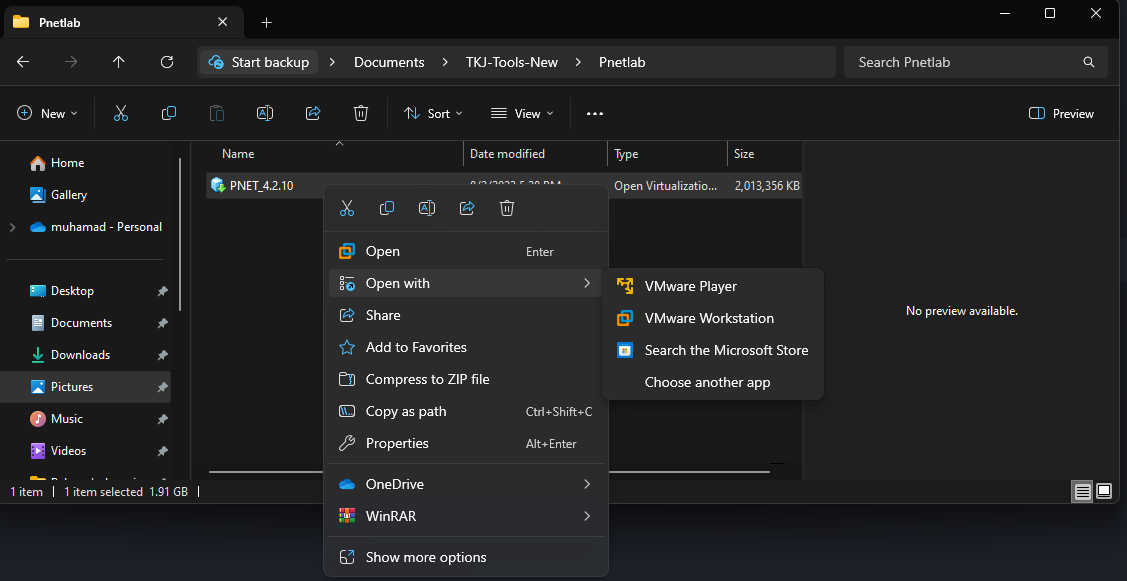 Pnetlab
Start backup > Documents > TKJ-Tools-New > Pnetlab
Search Pnetlab
New
Sort
View
Preview
Home
Gallery
muhamad - Personal
Desktop
Documents
Downloads
Pictures
Music
Videos
Name Date modified Type Size
PNET_4.2.10 Open Virtualizatio... 2,013,356 KB
Open Enter
Open with
Share
Add to Favorites
Compress to ZIP file
Copy as path Ctrl+Shift+C
Properties Alt+Enter
OneDrive
WinRAR
Show more options
VMware Player
VMware Workstation
Search the Microsoft Store
Choose another app
No preview available.
1 item 1 item selected 1.91 GB